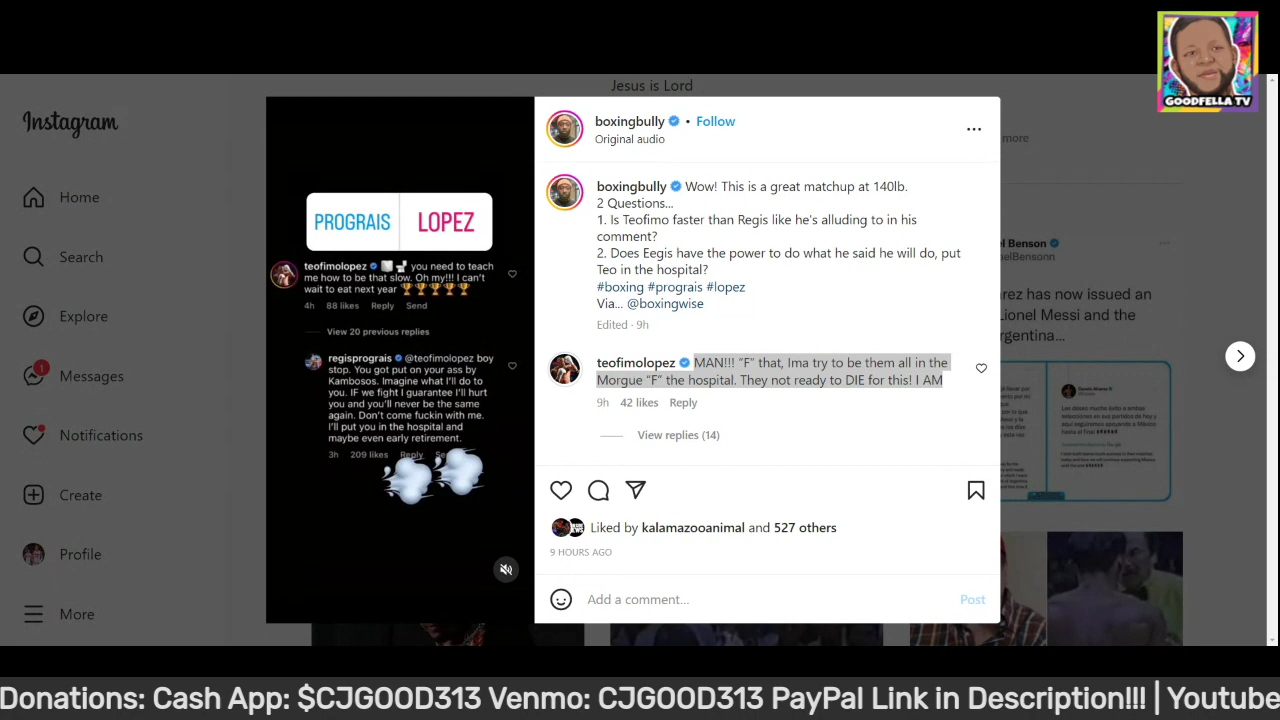 GOODFELLA TV
Jesus is Lord
Instagram
Home
Search
Explore
1
Messages
Notifications
Create
Profile
More
PROGRAIS LOPEZ
teofimolopez you need to teach
me how to be that slow. Oh my!!! I can't
wait to eat next year 🏆🏆🏆🏆🏆
4h 88 likes Reply Send
View 20 previous replies
regisprograis @teofimolopez boy
stop. You got put on your ass by
Kambosos. Imagine what I'll do to
you. IF we fight I guarantee I'll hurt
you and you'll never be the same
again. Don't come fuckin with me.
I'll put you in the hospital and
maybe even early retirement.
3h 209 likes Reply
boxingbully • Follow
Original audio
boxingbully Wow! This is a great matchup at 140lb.
2 Questions...
1. Is Teofimo faster than Regis like he's alluding to in his
comment?
2. Does Eegis have the power to do what he said he will do, put
Teo in the hospital?
#boxing #prograis #lopez
Via... @boxingwise
Edited · 9h
teofimolopez MAN!!! "F" that, Ima try to be them all in the
Morgue "F" the hospital. They not ready to DIE for this! I AM
9h 42 likes Reply
View replies (14)
Liked by kalamazooanimal and 527 others
9 HOURS AGO
Add a comment... Post
more
el Benson
aelBensonn
rez has now issued an
Lionel Messi and the
rgentina...
Donations: Cash App: $CJGOOD313 Venmo: CJGOOD313 PayPal Link in Description!!! | Youtube